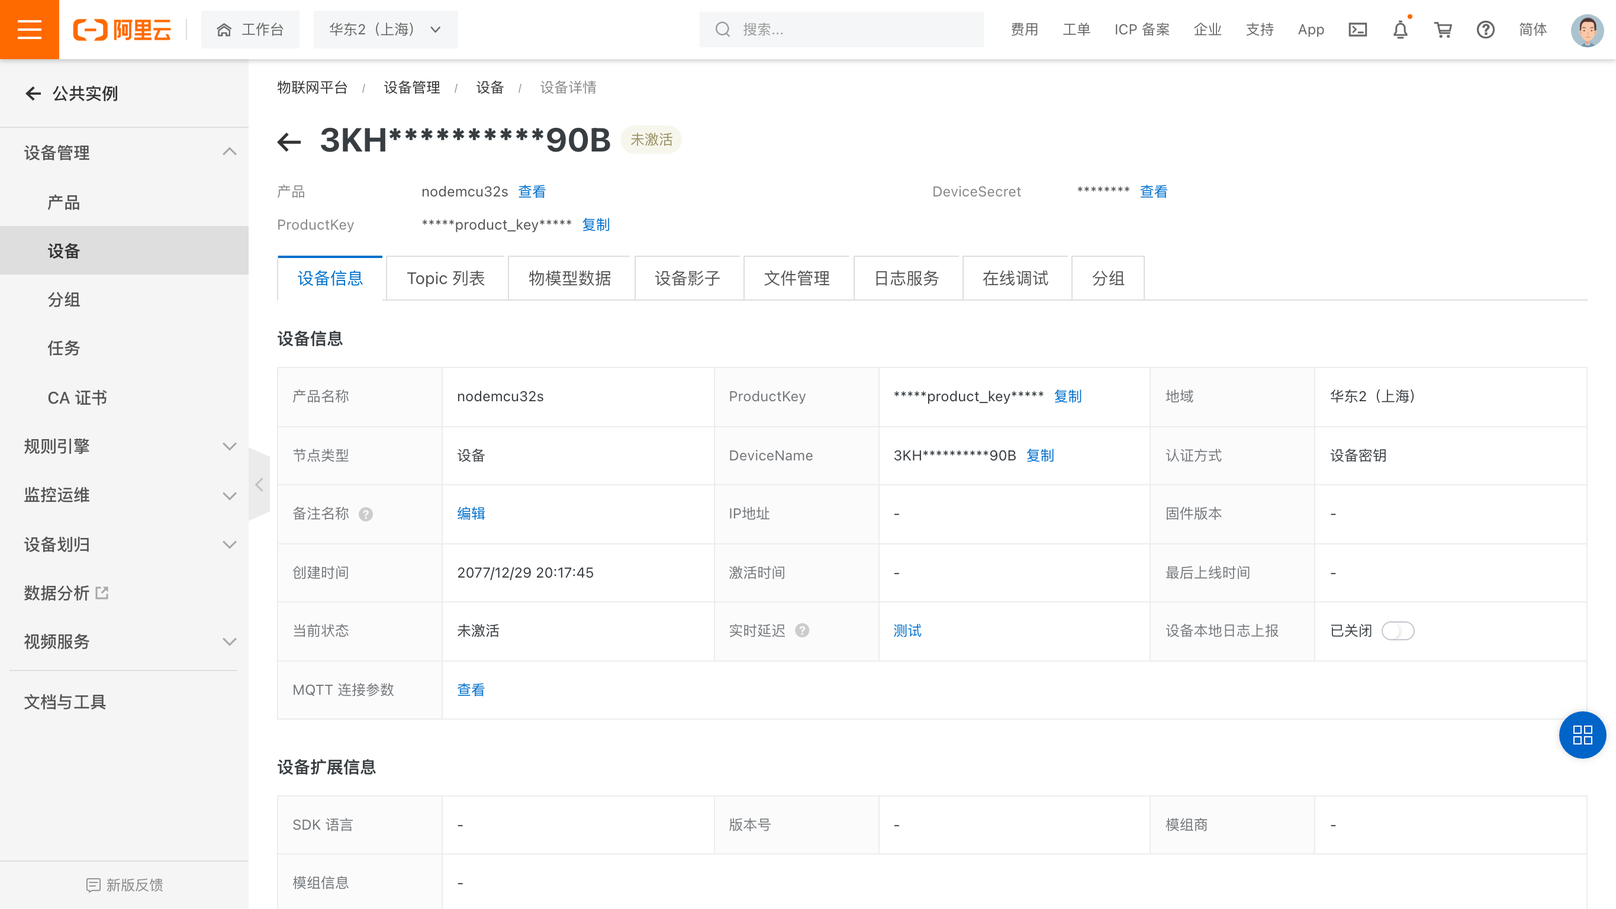 阿里云
工作台
华东2（上海）
搜索...
费用
工单
ICP 备案
企业
支持
App
简体
公共实例
设备管理
产品
设备
分组
任务
CA 证书
规则引擎
监控运维
设备划归
数据分析
视频服务
文档与工具
新版反馈
物联网平台 / 设备管理 / 设备 / 设备详情
3KH**********90B 未激活
产品 nodemcu32s 查看 DeviceSecret ******** 查看
ProductKey *****product_key***** 复制
设备信息 Topic 列表 物模型数据 设备影子 文件管理 日志服务 在线调试 分组
设备信息
产品名称 nodemcu32s ProductKey *****product_key***** 复制 地域 华东2（上海）
节点类型 设备 DeviceName 3KH**********90B 复制 认证方式 设备密钥
备注名称 编辑 IP地址 - 固件版本 -
创建时间 2077/12/29 20:17:45 激活时间 - 最后上线时间 -
当前状态 未激活 实时延迟 测试 设备本地日志上报 已关闭
MQTT 连接参数 查看
设备扩展信息
SDK 语言 - 版本号 - 模组商 -
模组信息 -